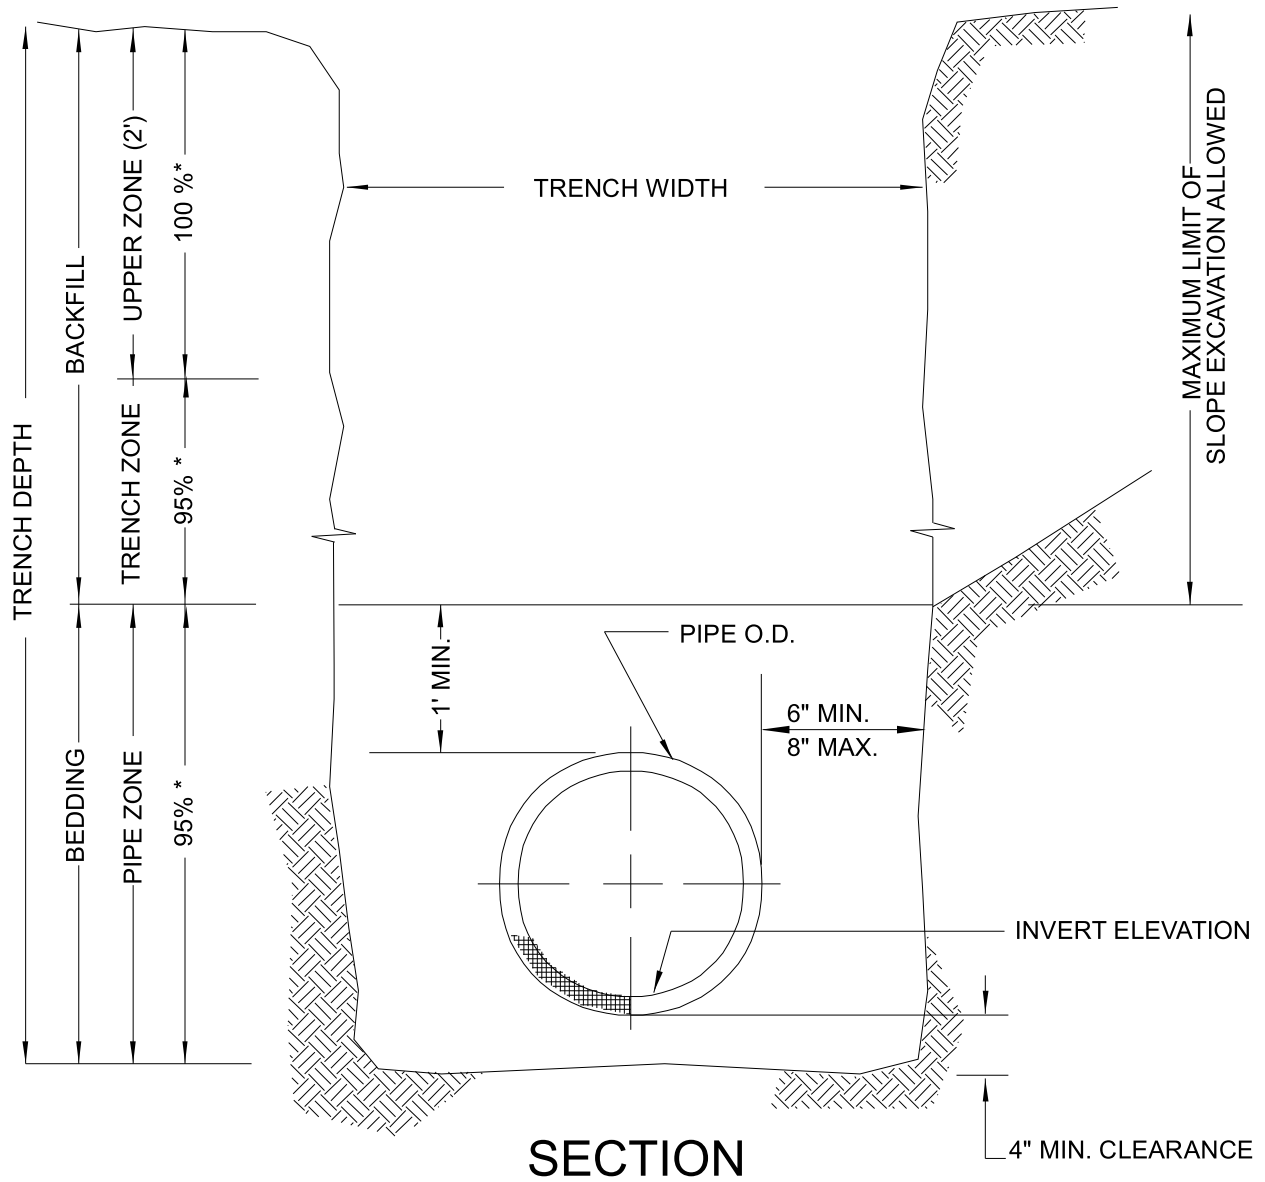 TRENCH DEPTH
BACKFILL
BEDDING
UPPER ZONE (2')
TRENCH ZONE
PIPE ZONE
100 %*
95% *
95% *
TRENCH WIDTH
MAXIMUM LIMIT OF
SLOPE EXCAVATION ALLOWED
1' MIN.
PIPE O.D.
6" MIN.
8" MAX.
INVERT ELEVATION
4" MIN. CLEARANCE
SECTION